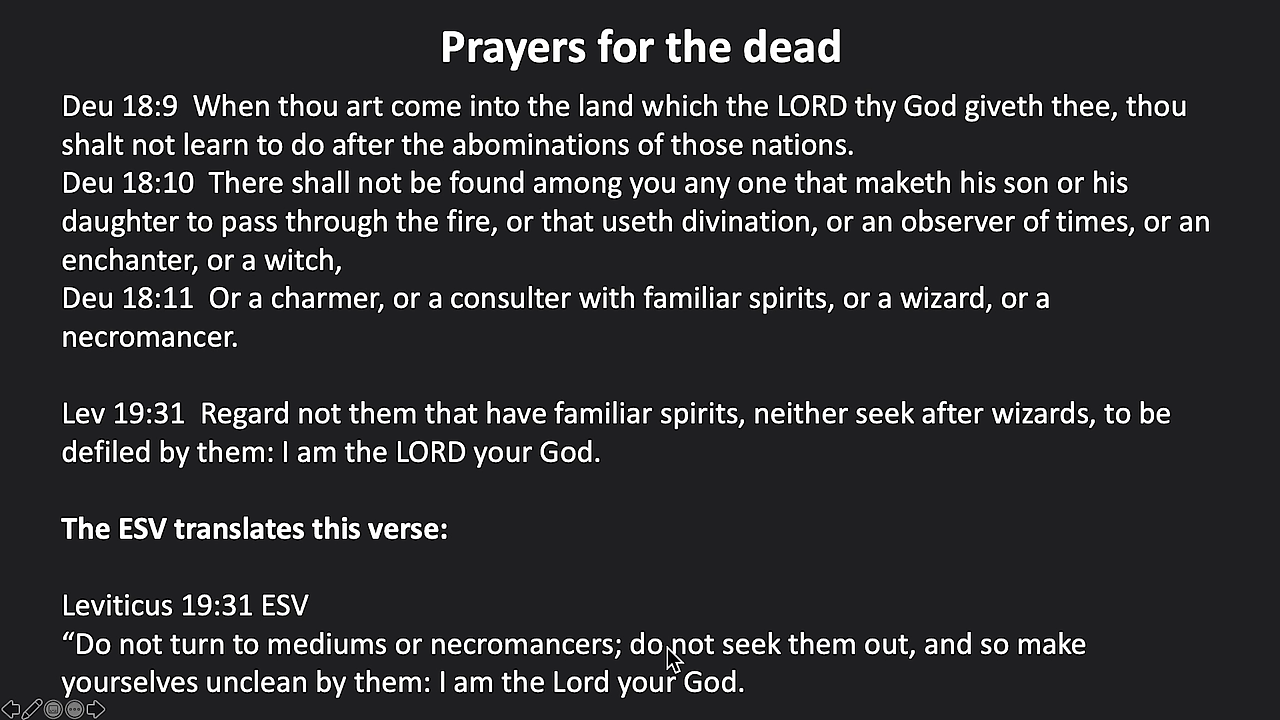 Prayers for the dead
Deu 18:9  When thou art come into the land which the LORD thy God giveth thee, thou
shalt not learn to do after the abominations of those nations.
Deu 18:10  There shall not be found among you any one that maketh his son or his
daughter to pass through the fire, or that useth divination, or an observer of times, or an
enchanter, or a witch,
Deu 18:11  Or a charmer, or a consulter with familiar spirits, or a wizard, or a
necromancer.
Lev 19:31  Regard not them that have familiar spirits, neither seek after wizards, to be
defiled by them: I am the LORD your God.
The ESV translates this verse:
Leviticus 19:31 ESV
“Do not turn to mediums or necromancers; do not seek them out, and so make
yourselves unclean by them: I am the Lord your God.